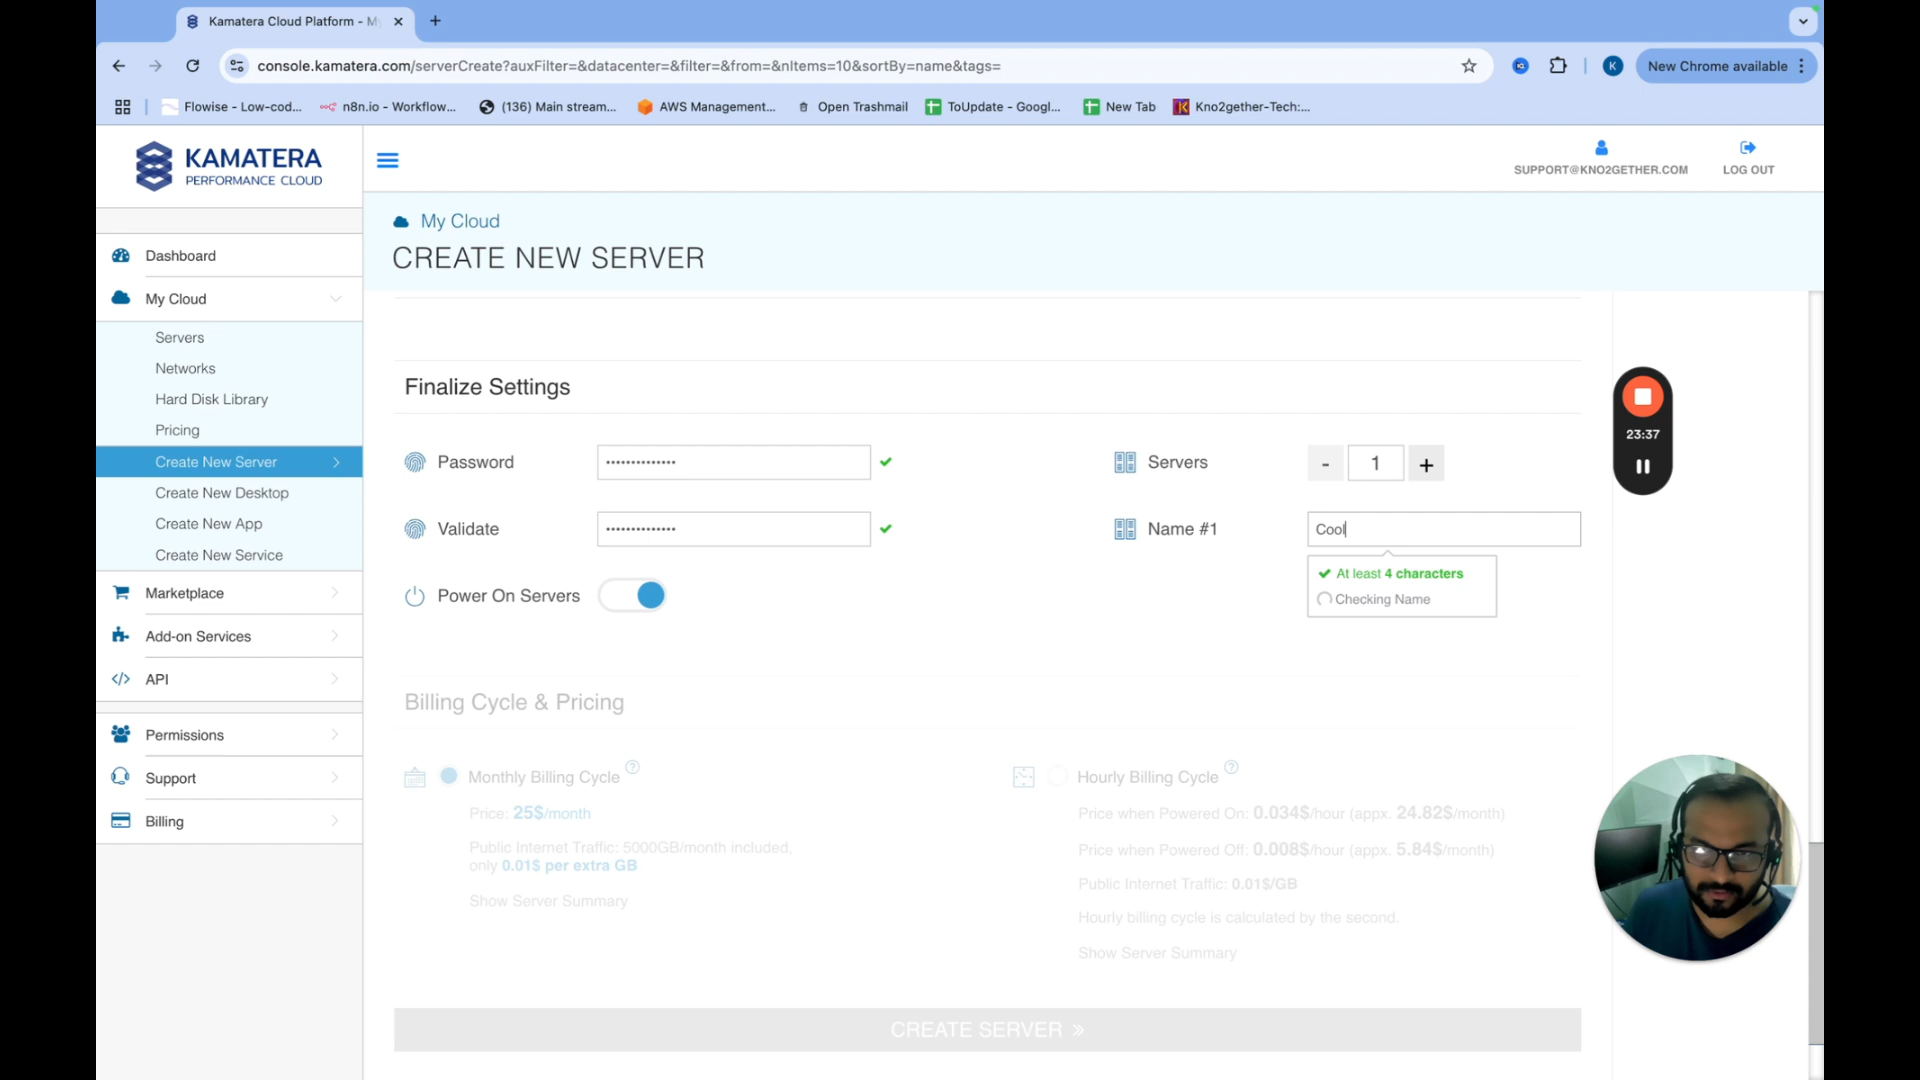 Kamatera Cloud Platform - My
console.kamatera.com/serverCreate?auxFilter=&datacenter=&filter=&from=&nItems=10&sortBy=name&tags=
K
New Chrome available
Flowise - Low-cod...
n8n.io - Workflow...
(136) Main stream...
AWS Management...
Open Trashmail
ToUpdate - Googl...
New Tab
Kno2gether-Tech:...
KAMATERA
PERFORMANCE CLOUD
SUPPORT@KNO2GETHER.COM
LOG OUT
My Cloud
CREATE NEW SERVER
Dashboard
My Cloud
Servers
Networks
Hard Disk Library
Pricing
Create New Server
Create New Desktop
Create New App
Create New Service
Marketplace
Add-on Services
API
Permissions
Support
Billing
Finalize Settings
Password
••••••••••••••
Servers
- 1 +
Validate
••••••••••••••
Name #1
Cool
At least 4 characters
Checking Name
Power On Servers
23:37
Billing Cycle & Pricing
Monthly Billing Cycle ?
Price: 25$/month
Public Internet Traffic: 5000GB/month included,
only 0.01$ per extra GB
Show Server Summary
Hourly Billing Cycle ?
Price when Powered On: 0.034$/hour (appx. 24.82$/month)
Price when Powered Off: 0.008$/hour (appx. 5.84$/month)
Public Internet Traffic: 0.01$/GB
Hourly billing cycle is calculated by the second.
Show Server Summary
CREATE SERVER »